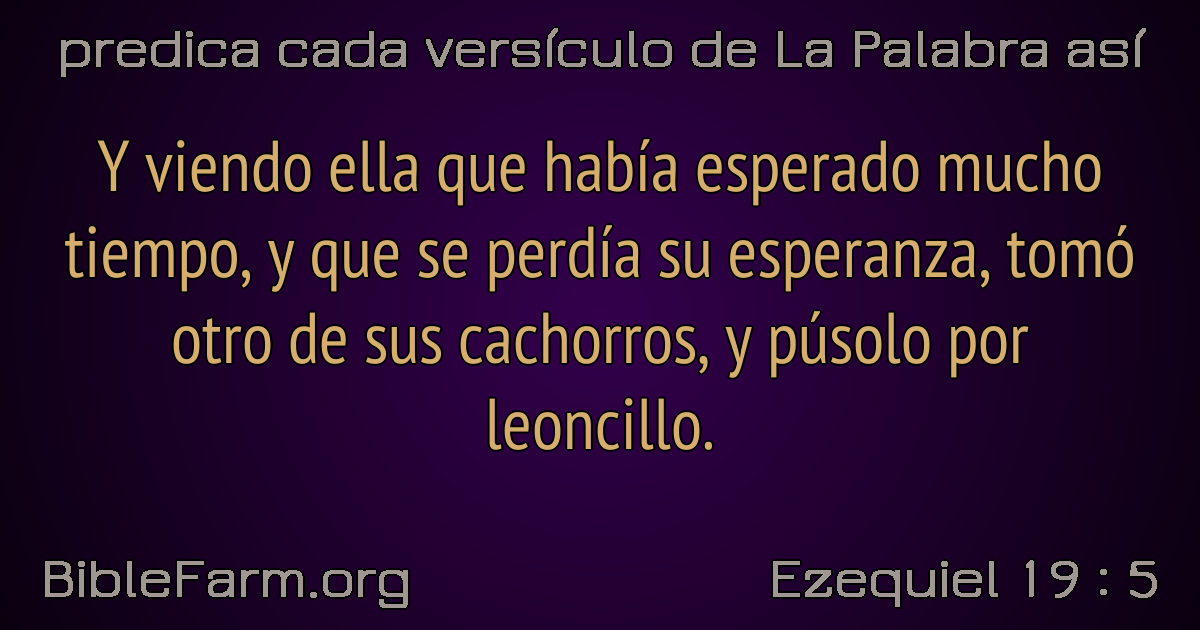 predica cada versículo de La Palabra así
Y viendo ella que había esperado mucho
tiempo, y que se perdía su esperanza, tomó
otro de sus cachorros, y púsolo por
leoncillo.
BibleFarm.org
Ezequiel 19 : 5